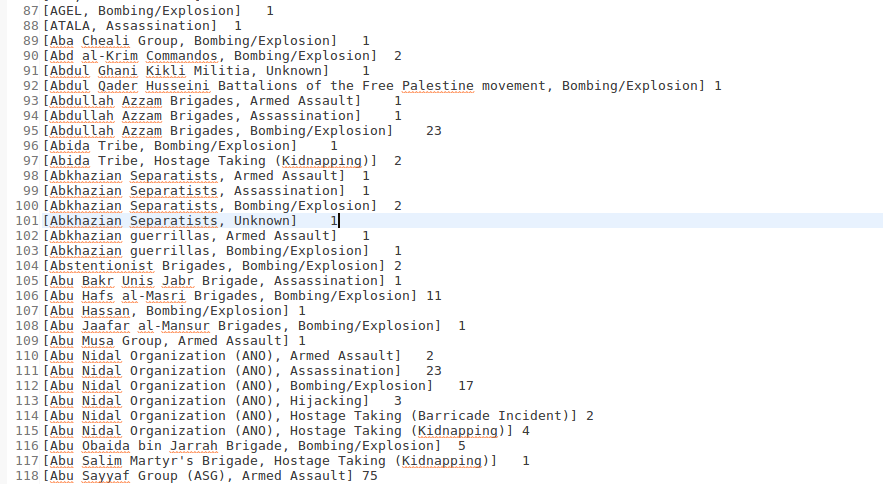 87 [AGEL, Bombing/Explosion] 1
88 [ATALA, Assassination] 1
89 [Aba Cheali Group, Bombing/Explosion] 1
90 [Abd al-Krim Commandos, Bombing/Explosion] 2
91 [Abdul Ghani Kikli Militia, Unknown] 1
92 [Abdul Qader Husseini Battalions of the Free Palestine movement, Bombing/Explosion] 1
93 [Abdullah Azzam Brigades, Armed Assault] 1
94 [Abdullah Azzam Brigades, Assassination] 1
95 [Abdullah Azzam Brigades, Bombing/Explosion] 23
96 [Abida Tribe, Bombing/Explosion] 1
97 [Abida Tribe, Hostage Taking (Kidnapping)] 2
98 [Abkhazian Separatists, Armed Assault] 1
99 [Abkhazian Separatists, Assassination] 1
100 [Abkhazian Separatists, Bombing/Explosion] 2
101 [Abkhazian Separatists, Unknown] 1
102 [Abkhazian guerrillas, Armed Assault] 1
103 [Abkhazian guerrillas, Bombing/Explosion] 1
104 [Abstentionist Brigades, Bombing/Explosion] 2
105 [Abu Bakr Unis Jabr Brigade, Assassination] 1
106 [Abu Hafs al-Masri Brigades, Bombing/Explosion] 11
107 [Abu Hassan, Bombing/Explosion] 1
108 [Abu Jaafar al-Mansur Brigades, Bombing/Explosion] 1
109 [Abu Musa Group, Armed Assault] 1
110 [Abu Nidal Organization (ANO), Armed Assault] 2
111 [Abu Nidal Organization (ANO), Assassination] 23
112 [Abu Nidal Organization (ANO), Bombing/Explosion] 17
113 [Abu Nidal Organization (ANO), Hijacking] 3
114 [Abu Nidal Organization (ANO), Hostage Taking (Barricade Incident)] 2
115 [Abu Nidal Organization (ANO), Hostage Taking (Kidnapping)] 4
116 [Abu Obaida bin Jarrah Brigade, Bombing/Explosion] 5
117 [Abu Salim Martyr's Brigade, Hostage Taking (Kidnapping)] 1
118 [Abu Sayyaf Group (ASG), Armed Assault] 75